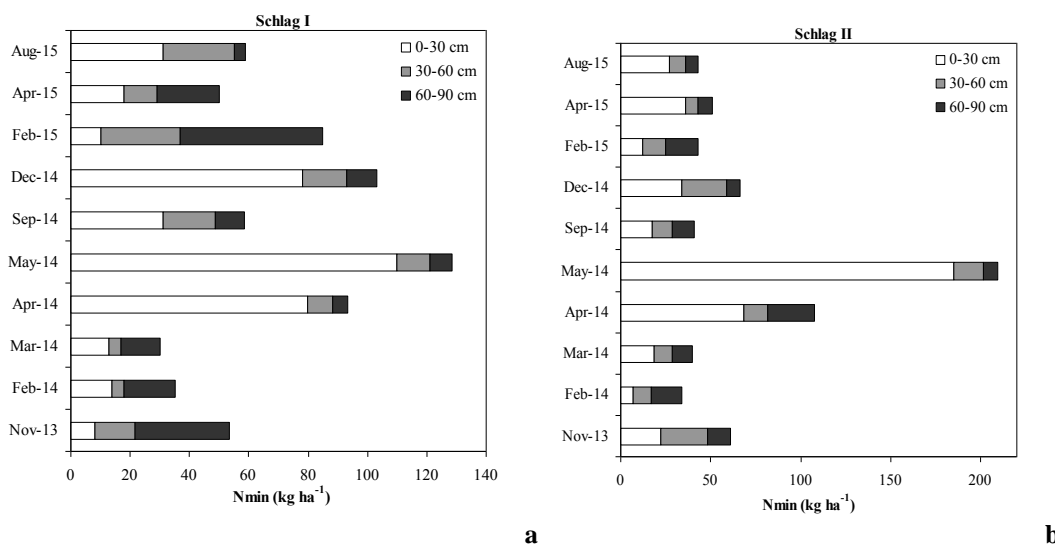 Schlag I
0-30 cm
30-60 cm
60-90 cm
Aug-15
Apr-15
Feb-15
Dec-14
Sep-14
May-14
Apr-14
Mar-14
Feb-14
Nov-13
0 20 40 60 80 100 120 140
Nmin (kg ha⁻¹)
a
Schlag II
0-30 cm
30-60 cm
60-90 cm
Aug-15
Apr-15
Feb-15
Dec-14
Sep-14
May-14
Apr-14
Mar-14
Feb-14
Nov-13
0 50 100 150 200
Nmin (kg ha⁻¹)
b